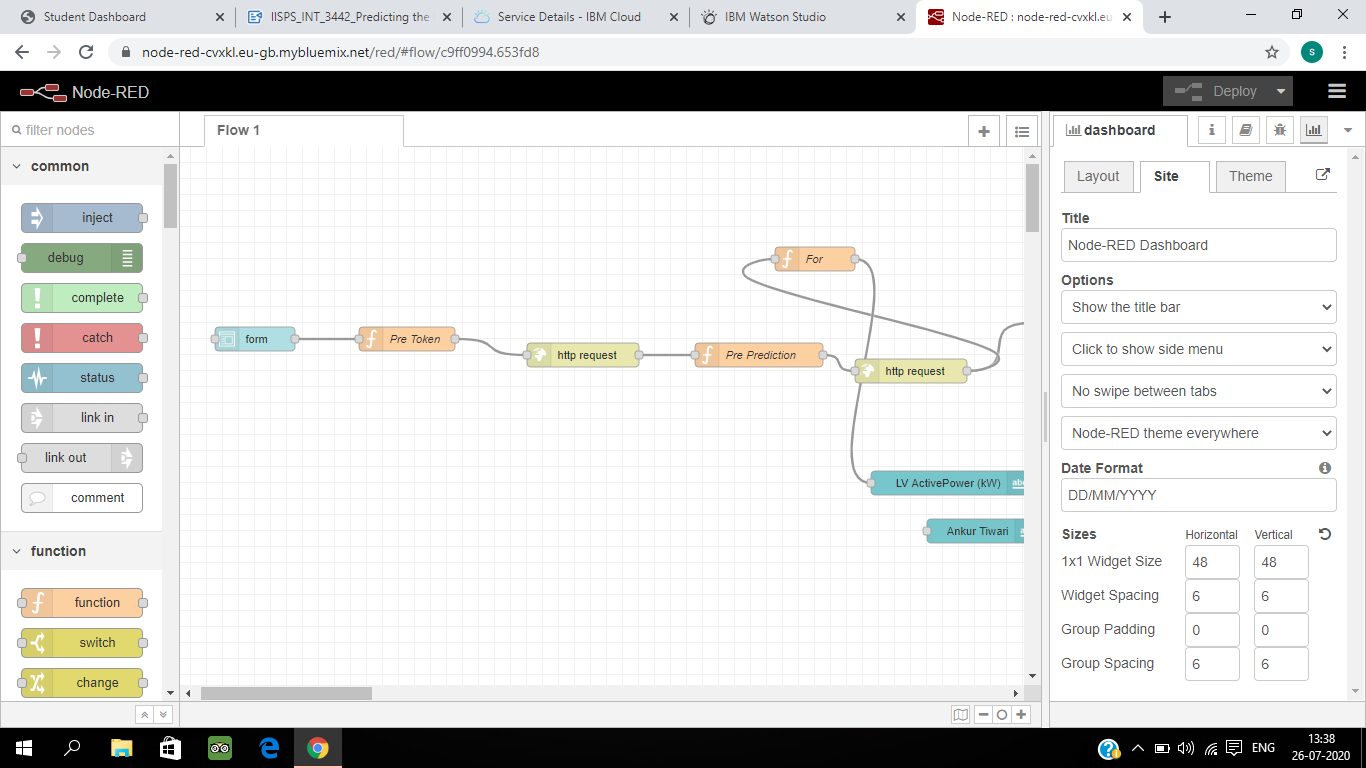 Student Dashboard
IISPS_INT_3442_Predicting the
Service Details - IBM Cloud
IBM Watson Studio
Node-RED : node-red-cvxkl.eu
node-red-cvxkl.eu-gb.mybluemix.net/red/#flow/c9ff0994.653fd8
S
Node-RED
Deploy
filter nodes
Flow 1
dashboard
common
inject
debug
complete
catch
status
link in
link out
comment
function
function
switch
change
form
Pre Token
http request
Pre Prediction
http request
For
LV ActivePower (kW)
abc
Ankur Tiwari
Layout
Site
Theme
Title
Node-RED Dashboard
Options
Show the title bar
Click to show side menu
No swipe between tabs
Node-RED theme everywhere
Date Format
DD/MM/YYYY
Sizes Horizontal Vertical
1x1 Widget Size 48 48
Widget Spacing 6 6
Group Padding 0 0
Group Spacing 6 6
ENG
13:38
26-07-2020